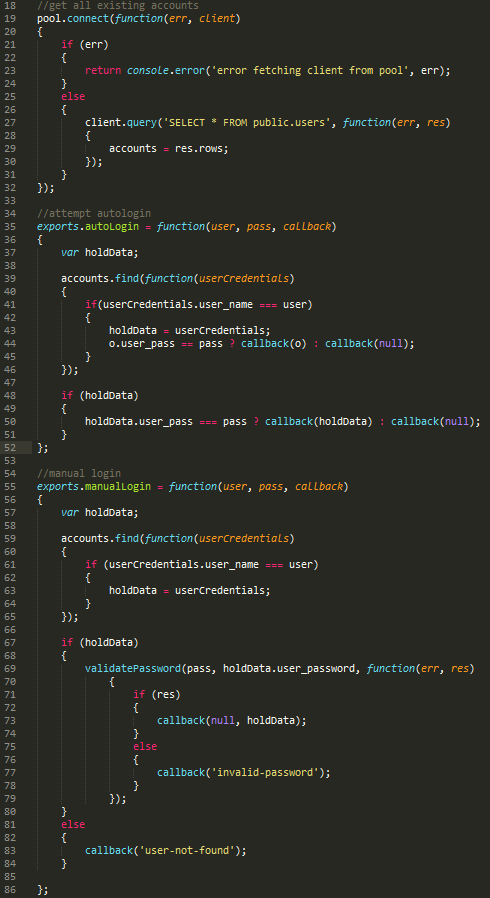 18 //get all existing accounts
19 pool.connect(function(err, client)
20 {
21     if (err)
22     {
23         return console.error('error fetching client from pool', err);
24     }
25     else
26     {
27         client.query('SELECT * FROM public.users', function(err, res)
28         {
29             accounts = res.rows;
30         });
31     }
32 });
33
34 //attempt autologin
35 exports.autoLogin = function(user, pass, callback)
36 {
37     var holdData;
38
39     accounts.find(function(userCredentials)
40     {
41         if(userCredentials.user_name === user)
42         {
43             holdData = userCredentials;
44             o.user_pass == pass ? callback(o) : callback(null);
45         }
46     });
47
48     if (holdData)
49     {
50         holdData.user_pass === pass ? callback(holdData) : callback(null);
51     }
52 };
53
54 //manual login
55 exports.manualLogin = function(user, pass, callback)
56 {
57     var holdData;
58
59     accounts.find(function(userCredentials)
60     {
61         if (userCredentials.user_name === user)
62         {
63             holdData = userCredentials;
64         }
65     });
66
67     if (holdData)
68     {
69         validatePassword(pass, holdData.user_password, function(err, res)
70             {
71                 if (res)
72                 {
73                     callback(null, holdData);
74                 }
75                 else
76                 {
77                     callback('invalid-password');
78                 }
79             });
80     }
81     else
82     {
83         callback('user-not-found');
84     }
85
86 };